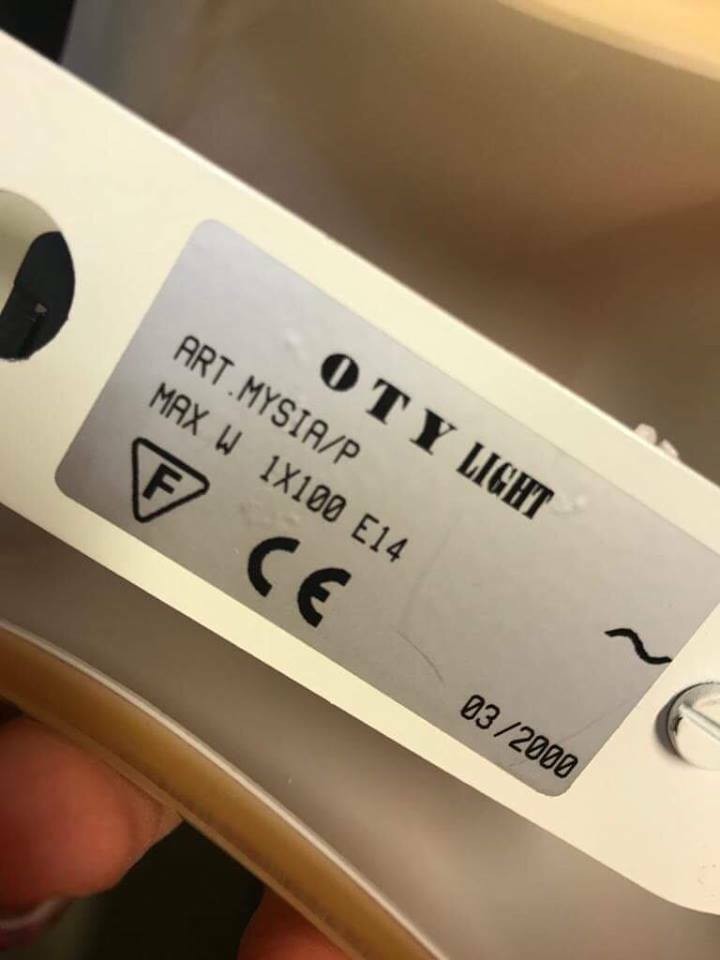 OTY LIGHT
ART.MYSIA/P
MAX W 1X100 E14
F
CE
~
03/2000